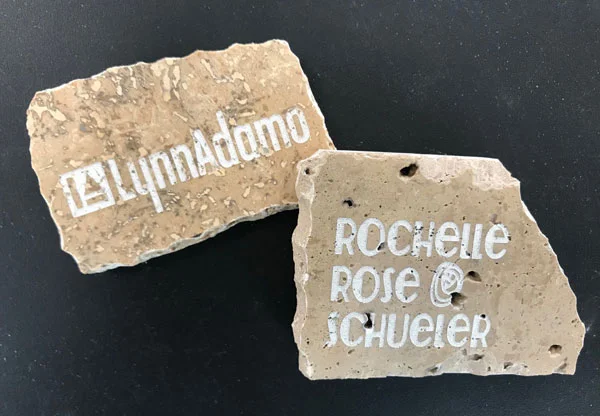 LynnAdamo
ROCHELLE
ROSE
SCHUELER